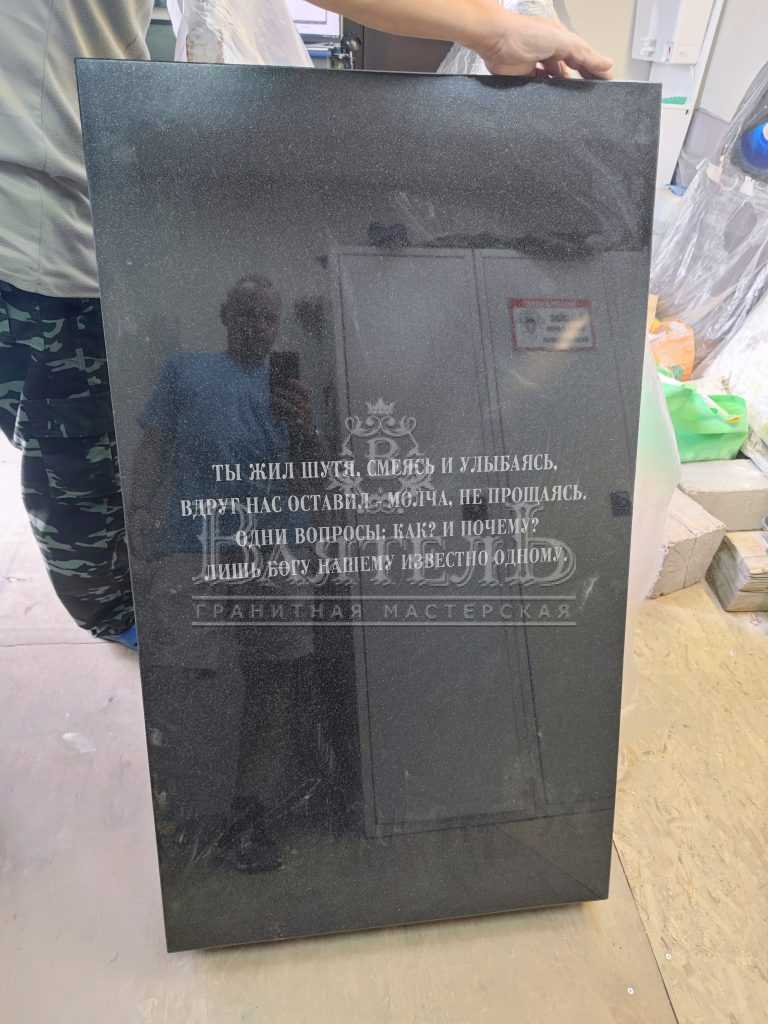 ТЫ ЖИЛ ШУТЯ, СМЕЯСЬ И УЛЫБАЯСЬ,
ВДРУГ НАС ОСТАВИЛ, МОЛЧА, НЕ ПРОЩАЯСЬ.
ОДНИ ВОПРОСЫ: КАК? И ПОЧЕМУ?
ЛИШЬ БОГУ НАШЕМУ ИЗВЕСТНО ОДНОМУ.
ВАЯТЕЛЬ
ГРАНИТНАЯ МАСТЕРСКАЯ